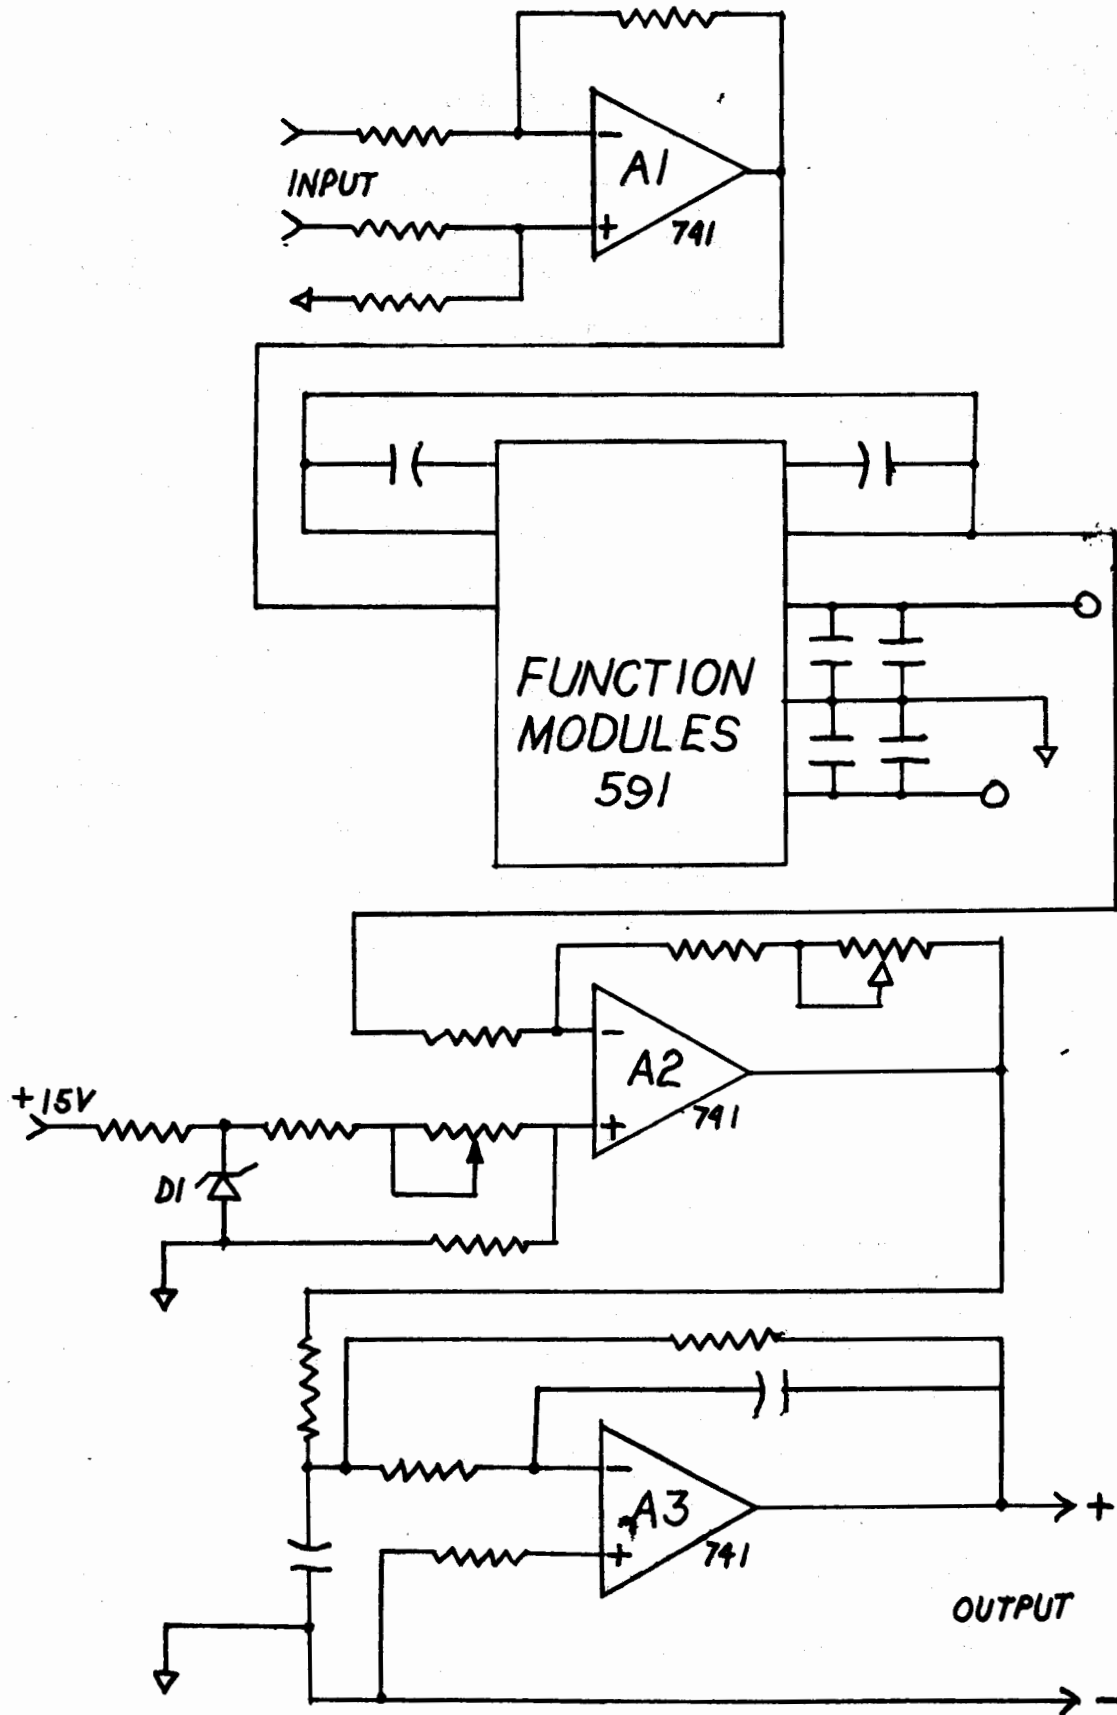 A1
INPUT
741
FUNCTION
MODULES
591
A2
+15V
741
D1
A3
741
+
OUTPUT
-